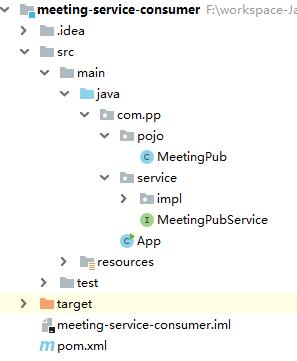 meeting-service-consumer F:\workspace-Ja
.idea
src
main
java
com.pp
pojo
C MeetingPub
service
impl
I MeetingPubService
C App
resources
test
target
meeting-service-consumer.iml
m pom.xml